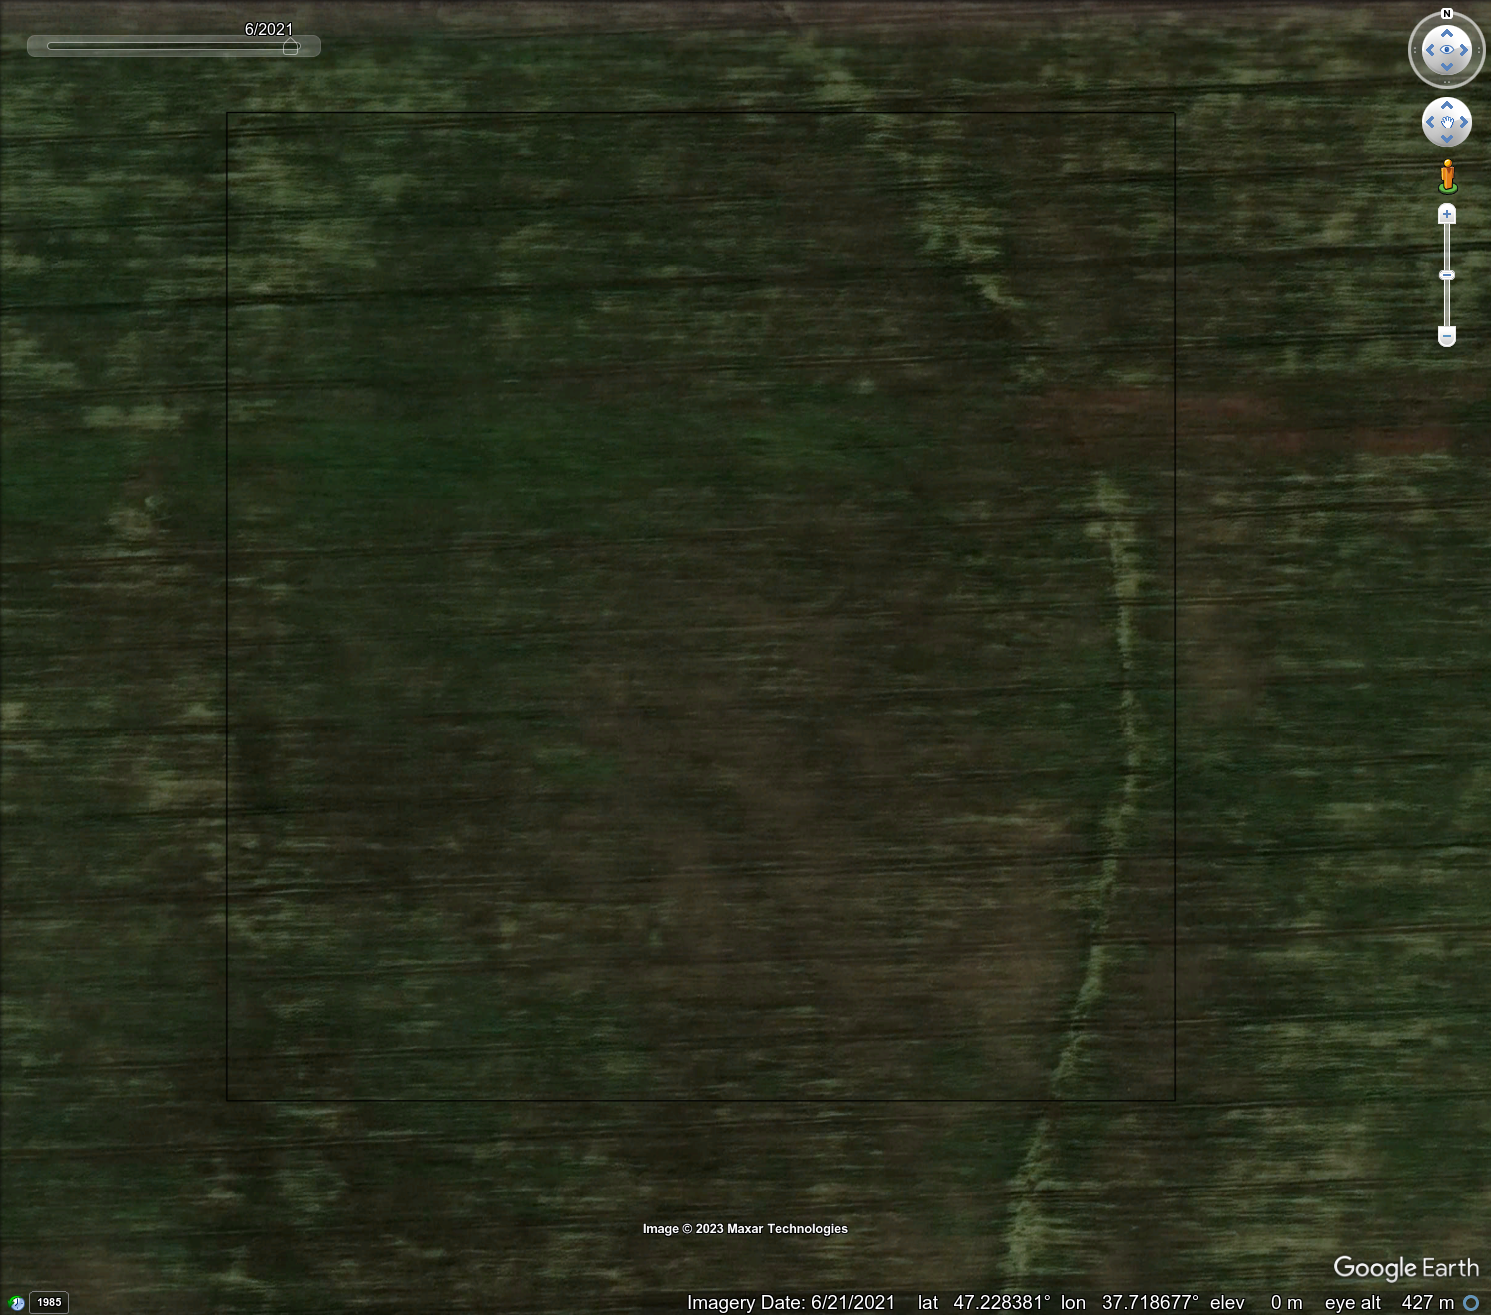 6/2021
N
Image © 2023 Maxar Technologies
Google Earth
1985
Imagery Date: 6/21/2021 lat 47.228381° lon 37.718677° elev 0 m eye alt 427 m